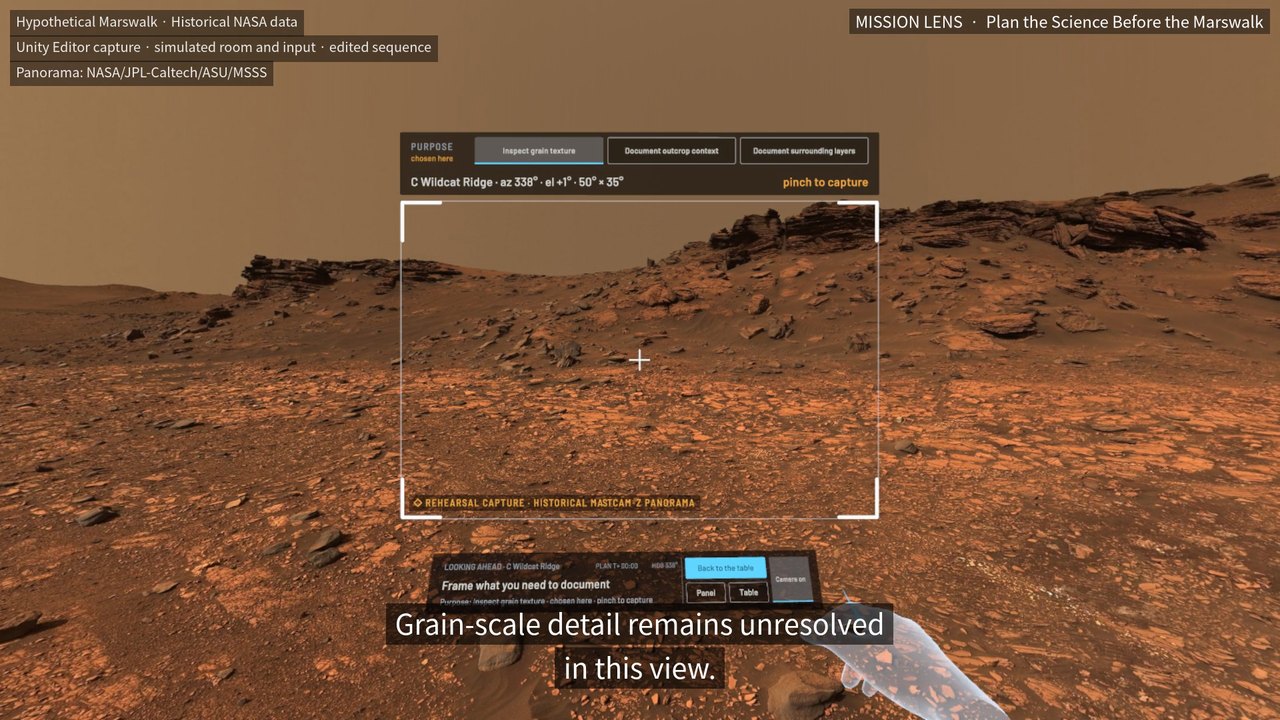 Hypothetical Marswalk · Historical NASA data
Unity Editor capture · simulated room and input · edited sequence
Panorama: NASA/JPL-Caltech/ASU/MSSS
MISSION LENS · Plan the Science Before the Marswalk
PURPOSE
chosen here
Inspect grain texture
Document outcrop context
Document surrounding layers
C Wildcat Ridge · az 338° · el +1° · 50° × 35°
pinch to capture
REHEARSAL CAPTURE · HISTORICAL MASTCAM-Z PANORAMA
LOOKING AHEAD · C Wildcat Ridge
PLAN T+ 00:00
HDG 338°
Back to the table
Camera on
Frame what you need to document
Panel
Table
Purpose: Inspect grain texture · chosen here · pinch to capture
Grain-scale detail remains unresolved
in this view.